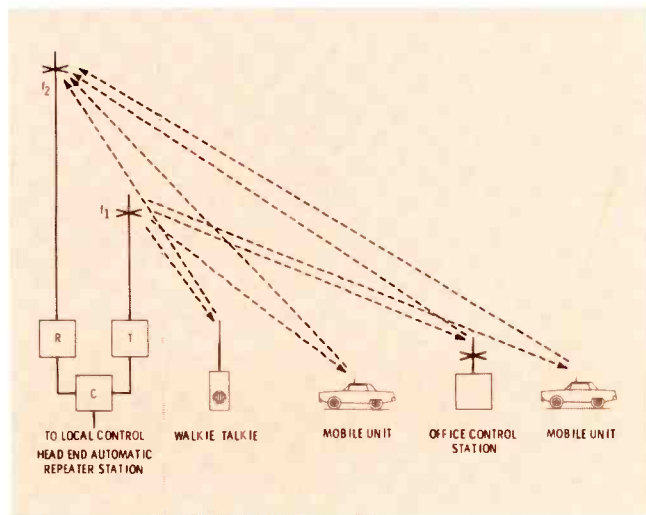 f2
f1
R
T
C
TO LOCAL CONTROL
HEAD END AUTOMATIC
REPEATER STATION
WALKIE TALKIE
MOBILE UNIT
OFFICE CONTROL
STATION
MOBILE UNIT